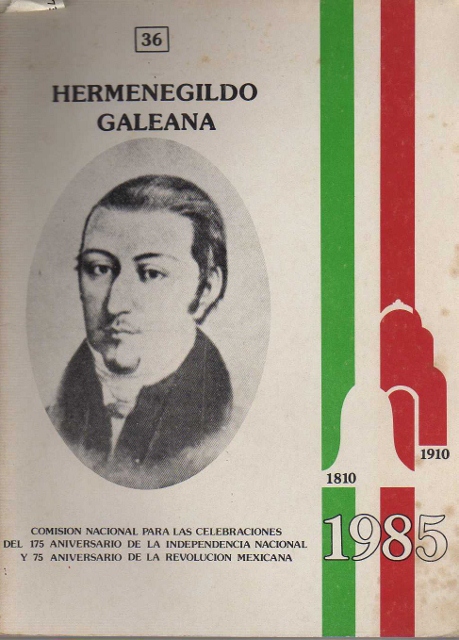 36
HERMENEGILDO
GALEANA
1910
1810
1985
COMISION NACIONAL PARA LAS CELEBRACIONES
DEL 175 ANIVERSARIO DE LA INDEPENDENCIA NACIONAL
Y 75 ANIVERSARIO DE LA REVOLUCION MEXICANA